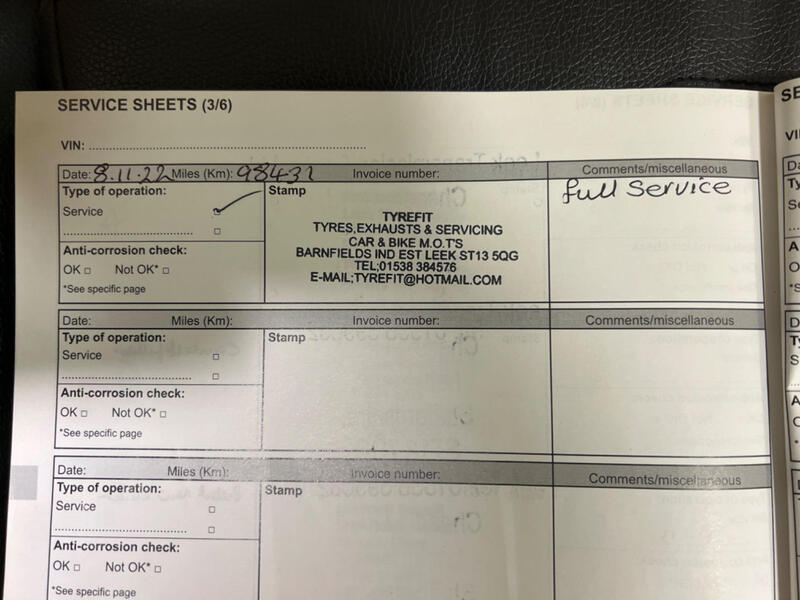 SERVICE SHEETS (3/6)
VIN: ..........
Date: 8.11.22 Miles (Km): 98431 Invoice number: Comments/miscellaneous
Type of operation:
Service
Stamp
TYREFIT
TYRES,EXHAUSTS & SERVICING
CAR & BIKE M.O.T'S
BARNFIELDS IND EST LEEK ST13 5QG
TEL;01538 384576
E-MAIL;TYREFIT@HOTMAIL.COM
full Service
Anti-corrosion check:
OK □ Not OK* □
*See specific page
Date: Miles (Km): Invoice number: Comments/miscellaneous
Type of operation:
Service □
Stamp
Anti-corrosion check:
OK □ Not OK* □
*See specific page
Date: Miles (Km): Invoice number: Comments/miscellaneous
Type of operation:
Service □
Stamp
Anti-corrosion check:
OK □ Not OK* □
*See specific page